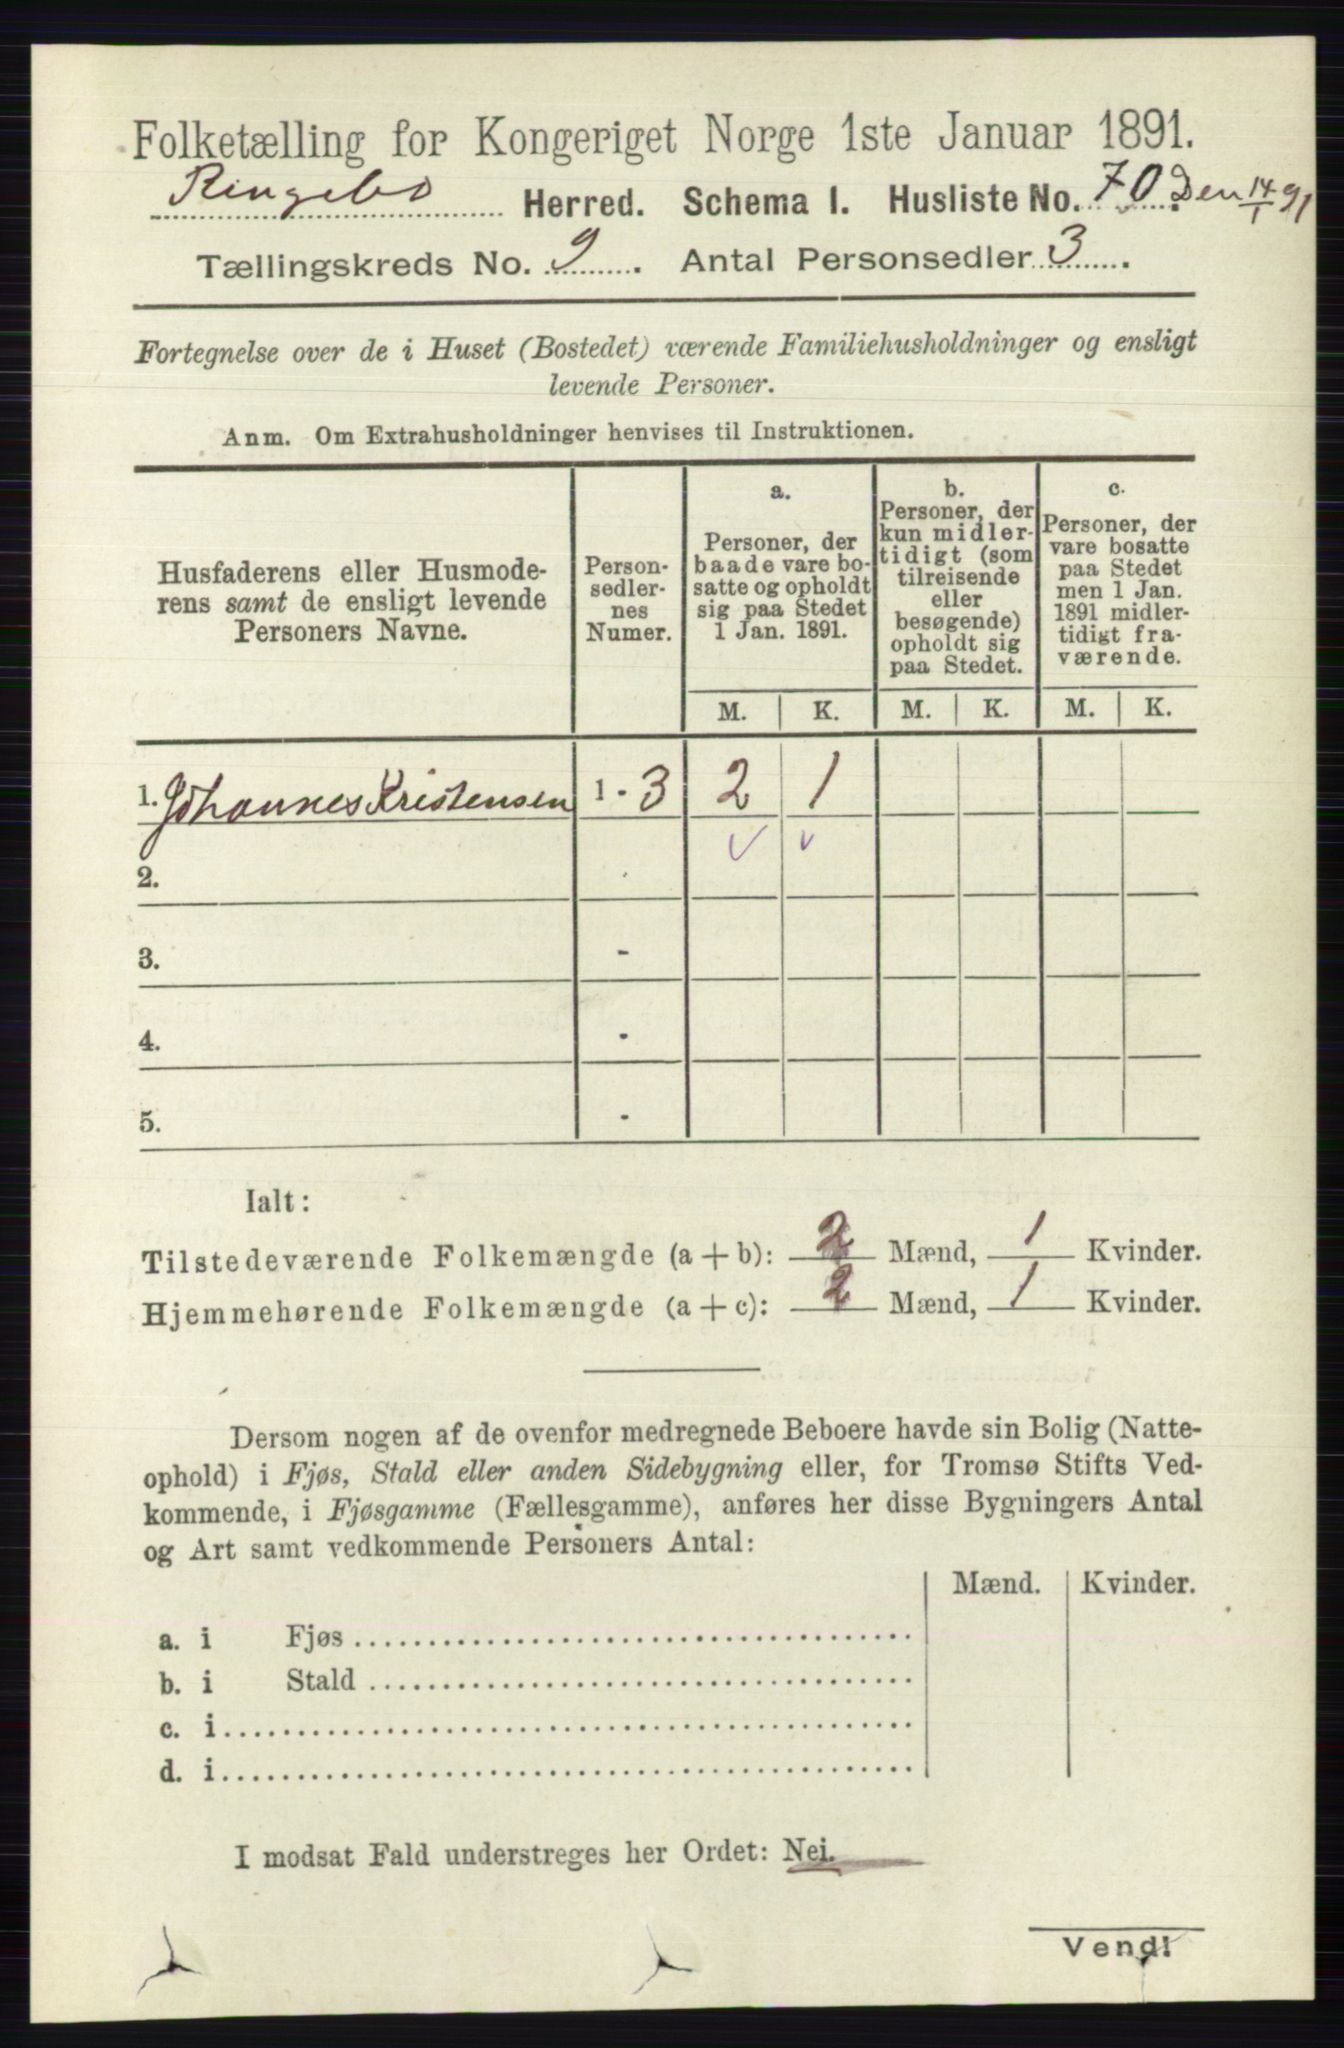 Folketælling for Kongeriget Norge 1ste Januar 1891.
Ringebo Herred. Schema I. Husliste No. 70 Den 14/1 91
Tællingskreds No. 9. Antal Personsedler 3.
Fortegnelse over de i Huset (Bostedet) værende Familiehusholdninger og ensligt
levende Personer.
Anm. Om Extrahusholdninger henvises til Instruktionen.
Husfaderens eller Husmode-
rens samt de ensligt levende
Personers Navne.
Person-
sedler-
nes
Numer.
a.
Personer, der
baade vare bo-
satte og opholdt
sig paa Stedet
1 Jan. 1891.
b.
Personer, der
kun midler-
tidigt (som
tilreisende
eller
besøgende)
opholdt sig
paa Stedet.
c.
Personer, der
vare bosatte
paa Stedet
men 1 Jan.
1891 midler-
tidigt fra-
værende.
M. K. M. K. M. K.
1. Johannes Kristensen 1 - 3 2 1
2.
3. -
4. -
5. -
Ialt:
Tilstedeværende Folkemængde (a + b): 2 Mænd, 1 Kvinder.
Hjemmehørende Folkemængde (a + c): 2 Mænd, 1 Kvinder.
Dersom nogen af de ovenfor medregnede Beboere havde sin Bolig (Natte-
ophold) i Fjøs, Stald eller anden Sidebygning eller, for Tromsø Stifts Ved-
kommende, i Fjøsgamme (Fællesgamme), anføres her disse Bygningers Antal
og Art samt vedkommende Personers Antal:
Mænd. Kvinder.
a. i Fjøs
b. i Stald
c. i
d. i
I modsat Fald understreges her Ordet: Nei.
Vend!